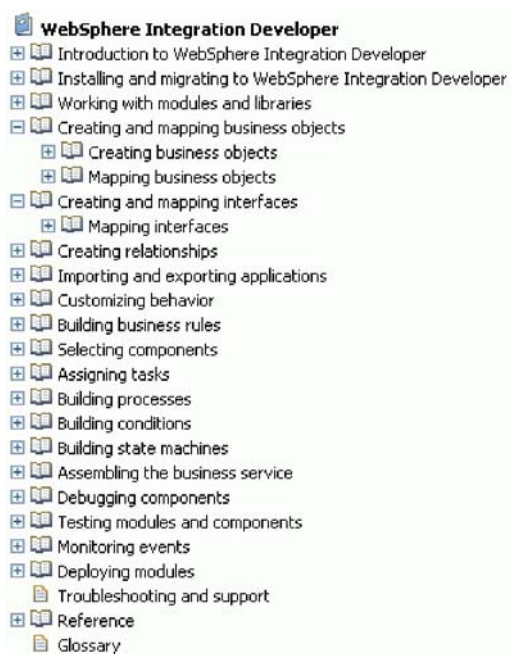 WebSphere Integration Developer
Introduction to WebSphere Integration Developer
Installing and migrating to WebSphere Integration Developer
Working with modules and libraries
Creating and mapping business objects
Creating business objects
Mapping business objects
Creating and mapping interfaces
Mapping interfaces
Creating relationships
Importing and exporting applications
Customizing behavior
Building business rules
Selecting components
Assigning tasks
Building processes
Building conditions
Building state machines
Assembling the business service
Debugging components
Testing modules and components
Monitoring events
Deploying modules
Troubleshooting and support
Reference
Glossary